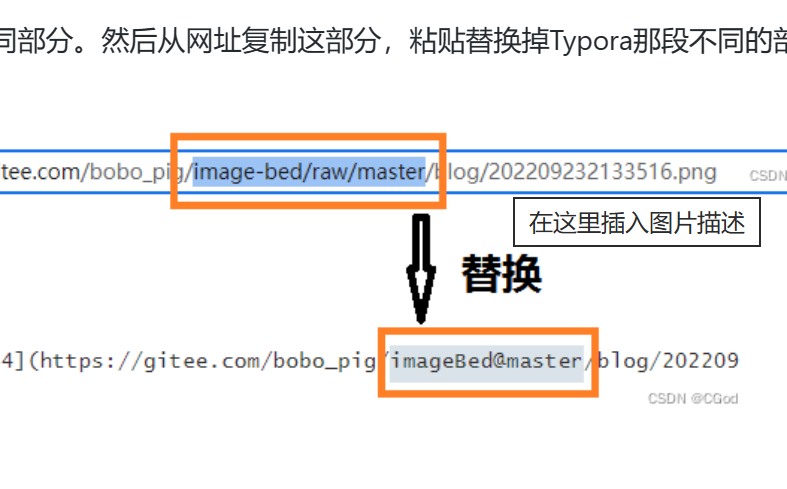 同部分。然后从网址复制这部分，粘贴替换掉Typora那段不同的部
tee.com/bobo_pig/image-bed/raw/master/blog/202209232133516.png
CSDN
在这里插入图片描述
替换
4](https://gitee.com/bobo_pig/imageBed@master/blog/202209
CSDN @CGod